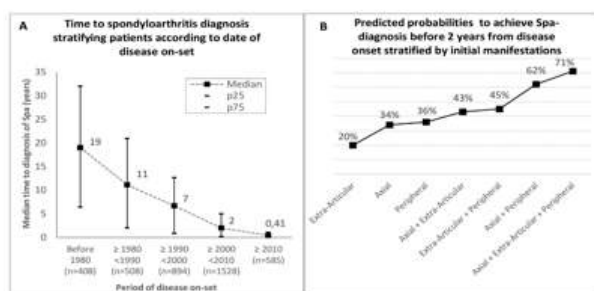 A
Time to spondyloarthritis diagnosis
stratifying patients according to date of
disease on-set
Median time to diagnosis of Spa (years)
35
30
25
20
15
10
5
0
Median
p25
p75
19
11
7
2
0,41
Before
1980
(n=408)
≥ 1980
<1990
(n=508)
≥ 1990
<2000
(n=894)
≥ 2000
<2010
(n=1528)
≥ 2010
(n=585)
Period of disease on-set
B
Predicted probabilities to achieve Spa-
diagnosis before 2 years from disease
onset stratified by initial manifestations
20%
34%
36%
43%
45%
62%
71%
Extra-Articular
Axial
Peripheral
Axial + Extra-Articular
Extra-Articular + Peripheral
Axial + Peripheral
Axial + Extra-Articular + Peripheral